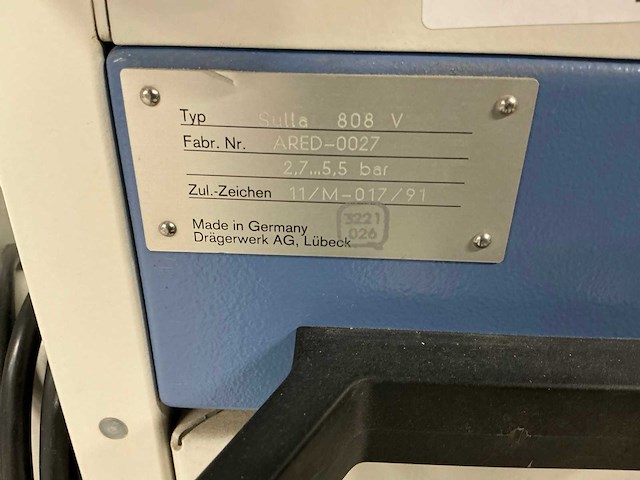 Typ Sulla 808 V
Fabr. Nr. ARED-0027
2,7...5,5 bar
Zul.-Zeichen 11/M-017/91
Made in Germany
Drägerwerk AG, Lübeck
3221
026